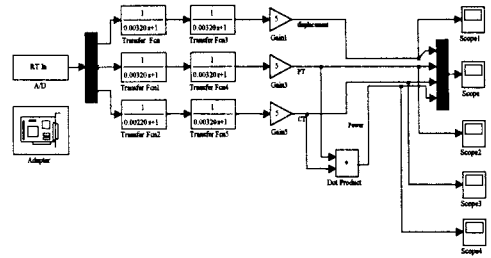 1
0.00320s+1
Transfer Fcn
1
0.00320s+1
Transfer Fcn3
5
Gain1
displacement
Scope1
RT In
A/D
1
0.00320s+1
Transfer Fcn1
1
0.00320s+1
Transfer Fcn4
5
Gain3
PT
Scope
Adapter
1
0.00320s+1
Transfer Fcn2
1
0.00320s+1
Transfer Fcn5
5
Gain5
CT
Power
Dot Product
Scope2
Scope3
Scope4